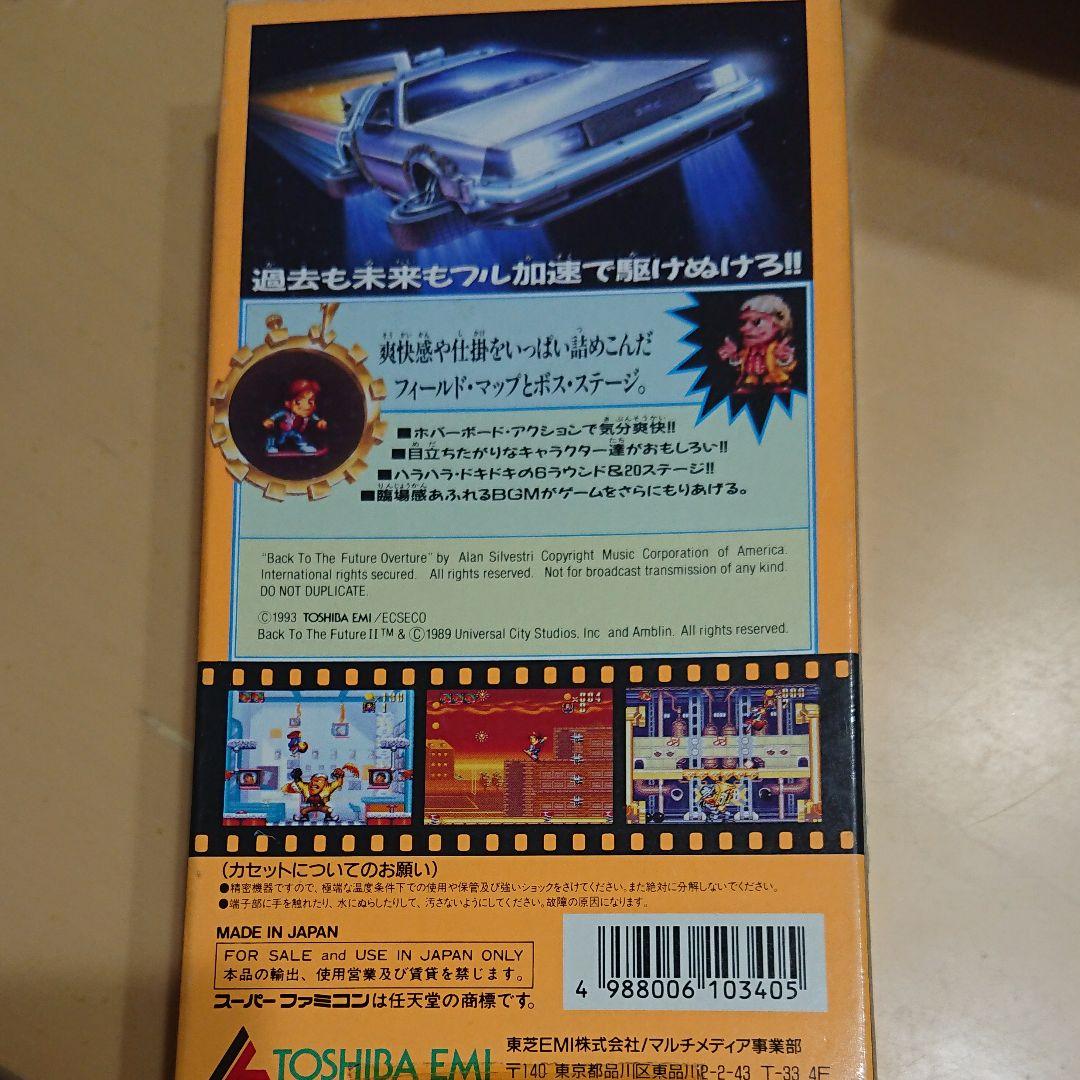 過去も未来もフル加速で駆けぬけろ!!
爽快感や仕掛をいっぱい詰めこんだ
フィールド・マップとボス・ステージ。
■ホバーボード・アクションで気分爽快!!
■目立ちたがりなキャラクター達がおもしろい!!
■ハラハラ・ドキドキの6ラウンド&20ステージ!!
■臨場感あふれるBGMがゲームをさらにもりあげる。
"Back To The Future Overture" by Alan Silvestri Copyright Music Corporation of America.
International rights secured. All rights reserved. Not for broadcast transmission of any kind.
DO NOT DUPLICATE.
©1993 TOSHIBA EMI/ECSECO
Back To The Future II™ & ©1989 Universal City Studios, Inc and Amblin. All rights reserved.
(カセットについてのお願い)
●精密機器ですので、極端な温度条件下での使用や保管及び強いショックをさけてください。また絶対に分解しないでください。
●端子部に手を触れたり、水にぬらしたりして、汚さないようにしてください。故障の原因になります。
MADE IN JAPAN
FOR SALE and USE IN JAPAN ONLY
本品の輸出、使用営業及び賃貸を禁じます。
スーパーファミコンは任天堂の商標です。
4 988006 103405
TOSHIBA EMI
東芝EMI株式会社/マルチメディア事業部
〒140 東京都品川区東品川2-2-43 T-33 4F